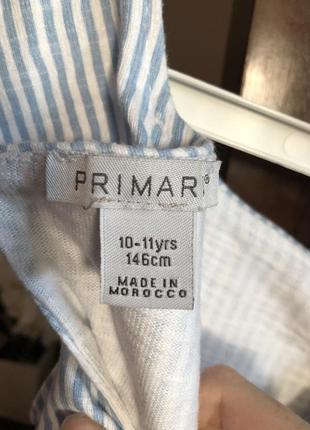 PRIMAR®
10-11yrs
146cm
MADE IN
MOROCCO